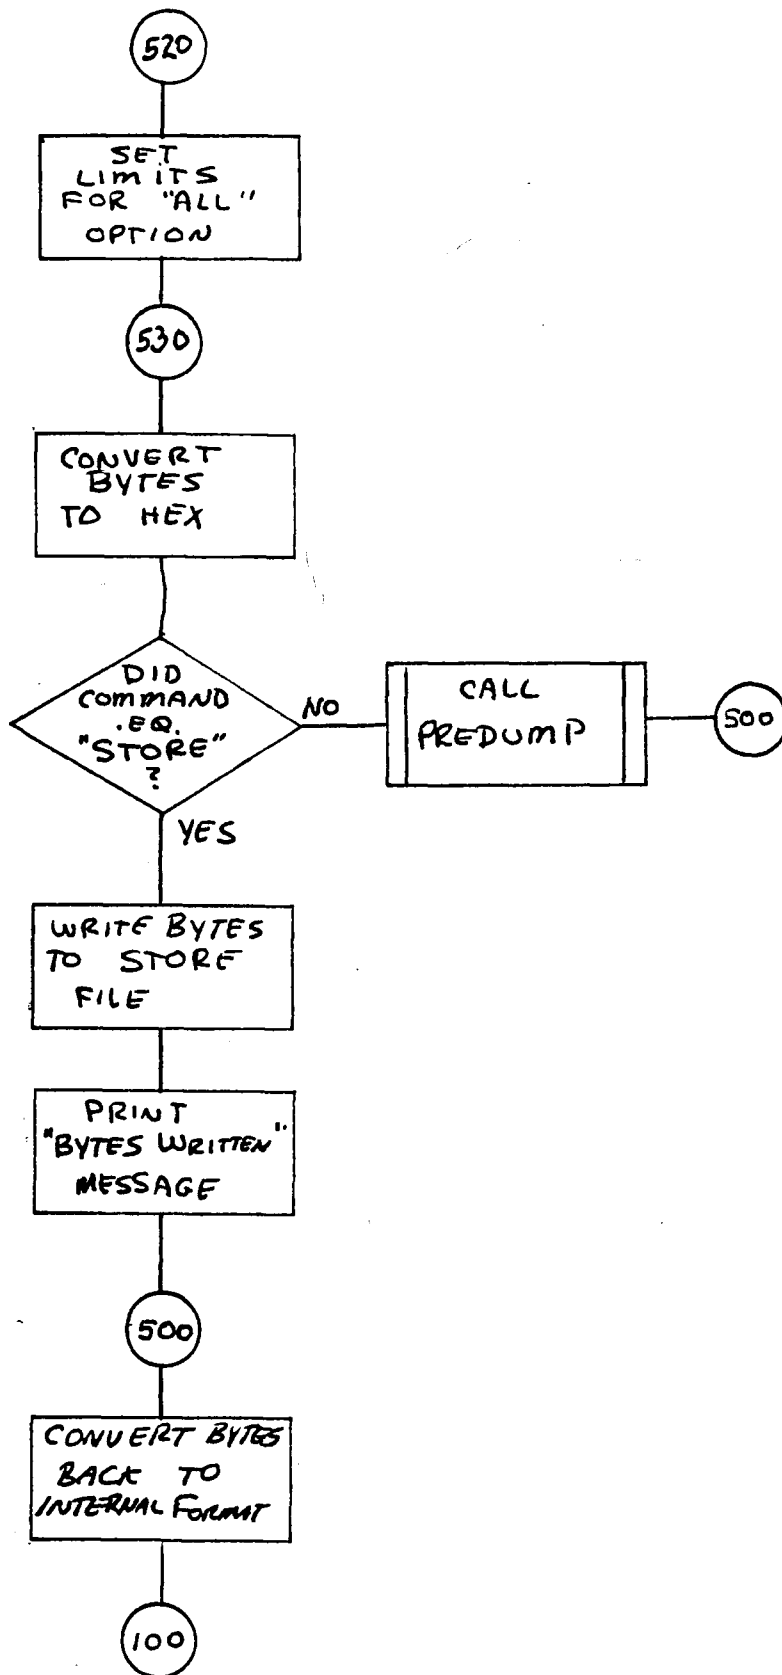 520
SET
LIMITS
FOR "ALL"
OPTION
530
CONVERT
BYTES
TO HEX
DID
COMMAND
.EQ.
"STORE"
?
NO
CALL
PREDUMP
500
YES
WRITE BYTES
TO STORE
FILE
PRINT
"BYTES WRITTEN"
MESSAGE
500
CONVERT BYTES
BACK TO
INTERNAL FORMAT
100